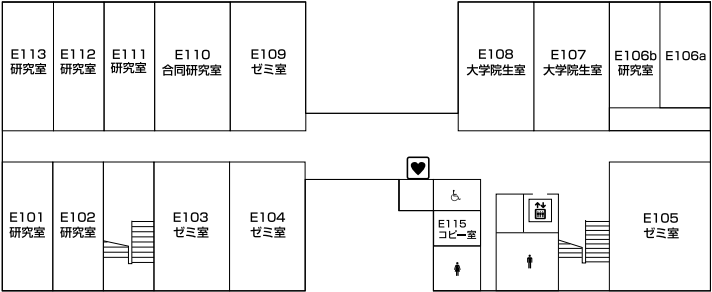 E113
研究室
E112
研究室
E111
研究室
E110
合同研究室
E109
ゼミ室
E108
大学院生室
E107
大学院生室
E106b
研究室
E106a
E101
研究室
E102
研究室
E103
ゼミ室
E104
ゼミ室
E115
コピー室
E105
ゼミ室